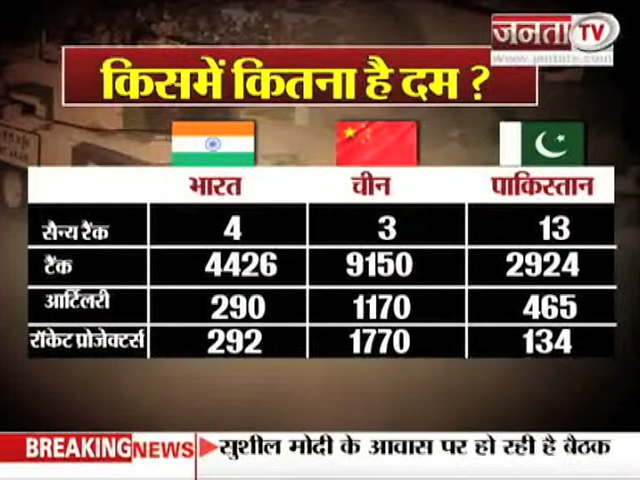 जनता TV
www.jantatv.com
किसमें कितना है दम ?
भारत चीन पाकिस्तान
सैन्य रैंक 4 3 13
टैंक 4426 9150 2924
आर्टिलरी 290 1170 465
रॉकेट प्रोजेक्टर्स 292 1770 134
BREAKING NEWS सुशील मोदी के आवास पर हो रही है बैठक